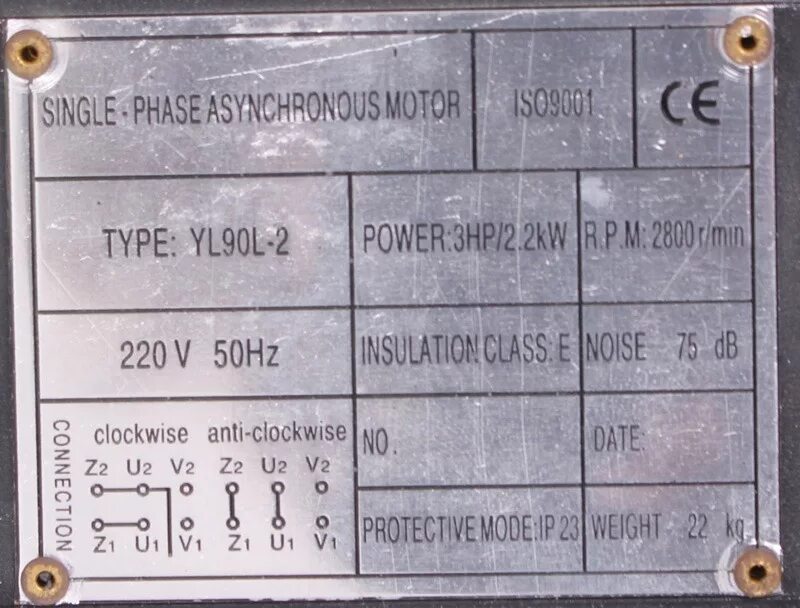 SINGLE - PHASE ASYNCHRONOUS MOTOR ISO9001 CE
TYPE: YL90L-2 POWER:3HP/2.2kW R.P.M: 2800 r/min
220 V 50Hz INSULATION CLASS: E NOISE 75 dB
CONNECTION
clockwise anti-clockwise
Z2 U2 V2 Z2 U2 V2
Z1 U1 V1 Z1 U1 V1
NO. DATE:
PROTECTIVE MODE: IP 23 WEIGHT 22 kg